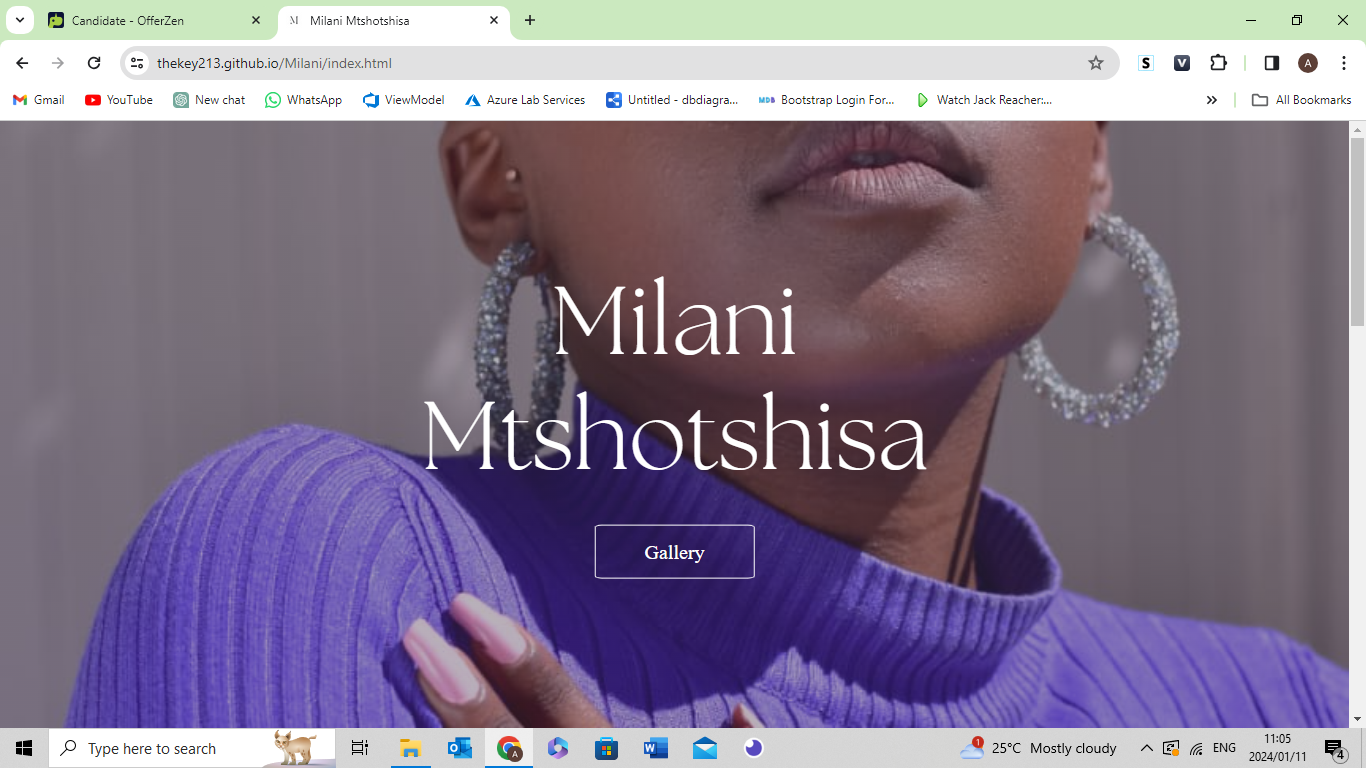 Candidate - OfferZen
M Milani Mtshotshisa
thekey213.github.io/Milani/index.html
S
V
A
Gmail
YouTube
New chat
WhatsApp
ViewModel
Azure Lab Services
Untitled - dbdiagra...
MDB Bootstrap Login For...
Watch Jack Reacher:...
All Bookmarks
Milani
Mtshotshisa
Gallery
Type here to search
A
1
25°C Mostly cloudy
ENG
11:05
2024/01/11
4